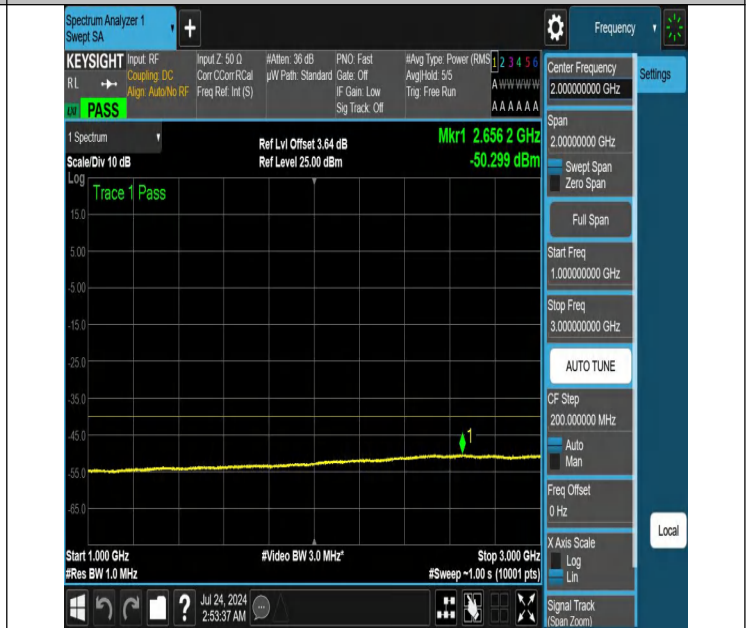 Spectrum Analyzer 1
Swept SA
+
Frequency
KEYSIGHT
RL
PASS
Input: RF
Coupling: DC
Align: Auto/No RF
Input Z: 50 Ω
Corr CCorr RCal
Freq Ref: Int (S)
#Atten: 36 dB
µW Path: Standard
PNO: Fast
Gate: Off
IF Gain: Low
Sig Track: Off
#Avg Type: Power (RMS
Avg|Hold: 5/5
Trig: Free Run
1 2 3 4 5 6
A W W W W W
A A A A A A
1 Spectrum
Scale/Div 10 dB
Log
Ref Lvl Offset 3.64 dB
Ref Level 25.00 dBm
Mkr1 2.656 2 GHz
-50.299 dBm
Trace 1 Pass
15.0
5.00
-5.00
-15.0
-25.0
-35.0
-45.0
-55.0
-65.0
1
Start 1.000 GHz
#Res BW 1.0 MHz
#Video BW 3.0 MHz*
Stop 3.000 GHz
#Sweep ~1.00 s (10001 pts)
?
Jul 24, 2024
2:53:37 AM
Center Frequency
2.000000000 GHz
Settings
Span
2.00000000 GHz
Swept Span
Zero Span
Full Span
Start Freq
1.000000000 GHz
Stop Freq
3.000000000 GHz
AUTO TUNE
CF Step
200.000000 MHz
Auto
Man
Freq Offset
0 Hz
X Axis Scale
Log
Lin
Local
Signal Track
(Span Zoom)